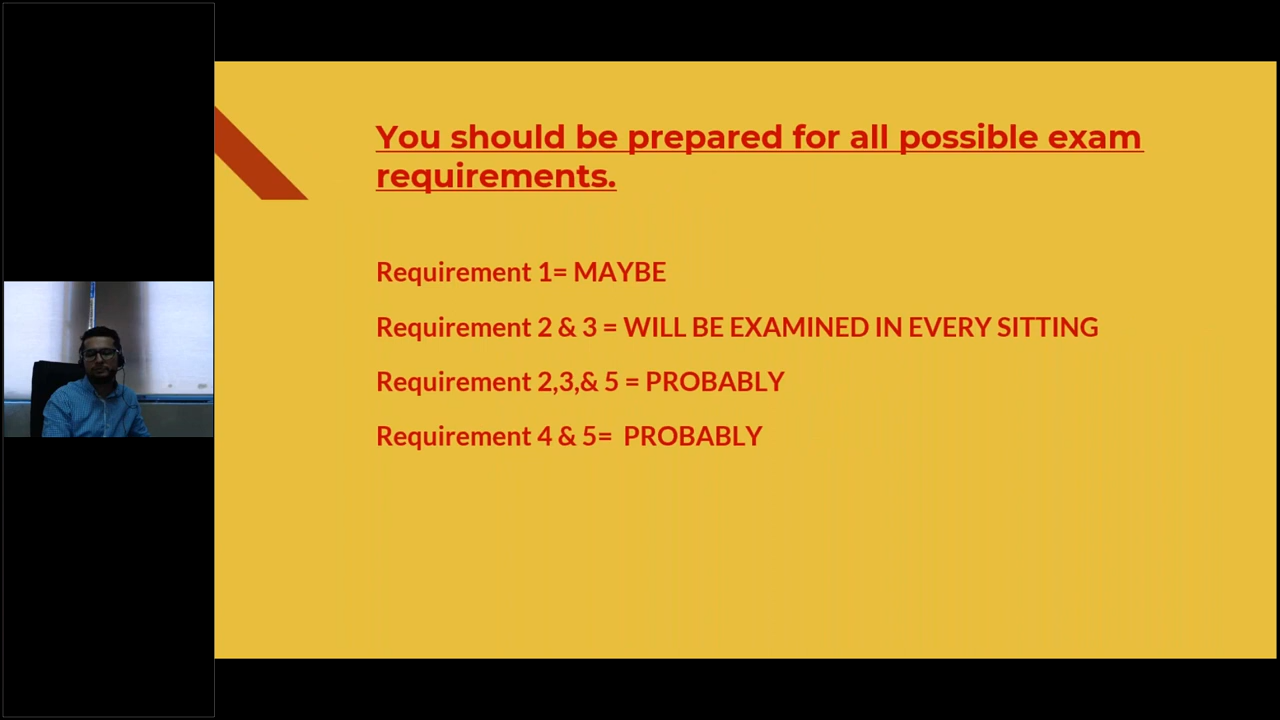 You should be prepared for all possible exam
requirements.
Requirement 1= MAYBE
Requirement 2 & 3 = WILL BE EXAMINED IN EVERY SITTING
Requirement 2,3,& 5 = PROBABLY
Requirement 4 & 5=  PROBABLY